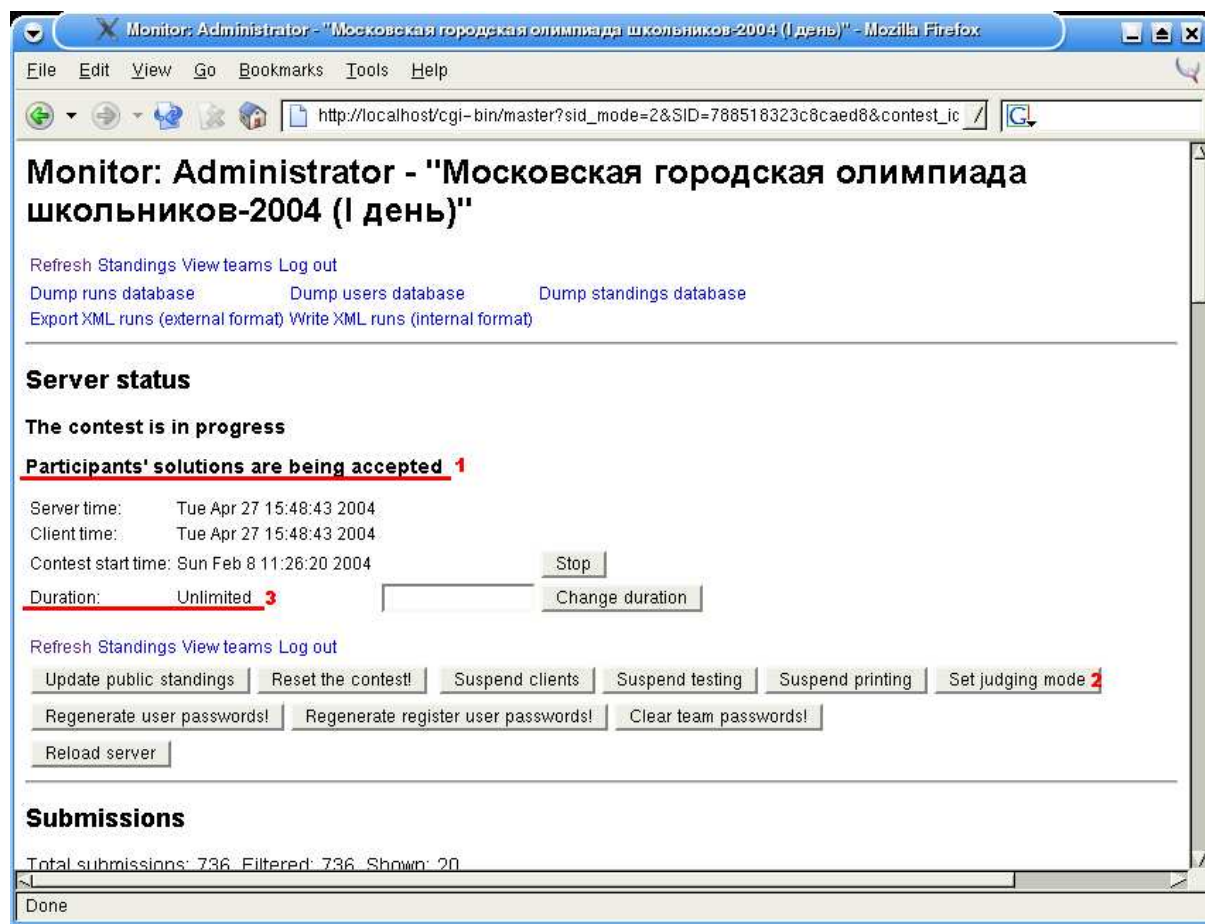 Monitor: Administrator - "Московская городская олимпиада школьников-2004 (I день)" - Mozilla Firefox
File Edit View Go Bookmarks Tools Help
http://localhost/cgi-bin/master?sid_mode=2&SID=788518323c8caed8&contest_ic
Monitor: Administrator - "Московская городская олимпиада
школьников-2004 (I день)"
Refresh Standings View teams Log out
Dump runs database Dump users database Dump standings database
Export XML runs (external format) Write XML runs (internal format)
Server status
The contest is in progress
Participants' solutions are being accepted 1
Server time: Tue Apr 27 15:48:43 2004
Client time: Tue Apr 27 15:48:43 2004
Contest start time: Sun Feb 8 11:26:20 2004 Stop
Duration: Unlimited 3 Change duration
Refresh Standings View teams Log out
Update public standings Reset the contest! Suspend clients Suspend testing Suspend printing Set judging mode 2
Regenerate user passwords! Regenerate register user passwords! Clear team passwords!
Reload server
Submissions
Total submissions: 736 Filtered: 736 Shown: 20
Done